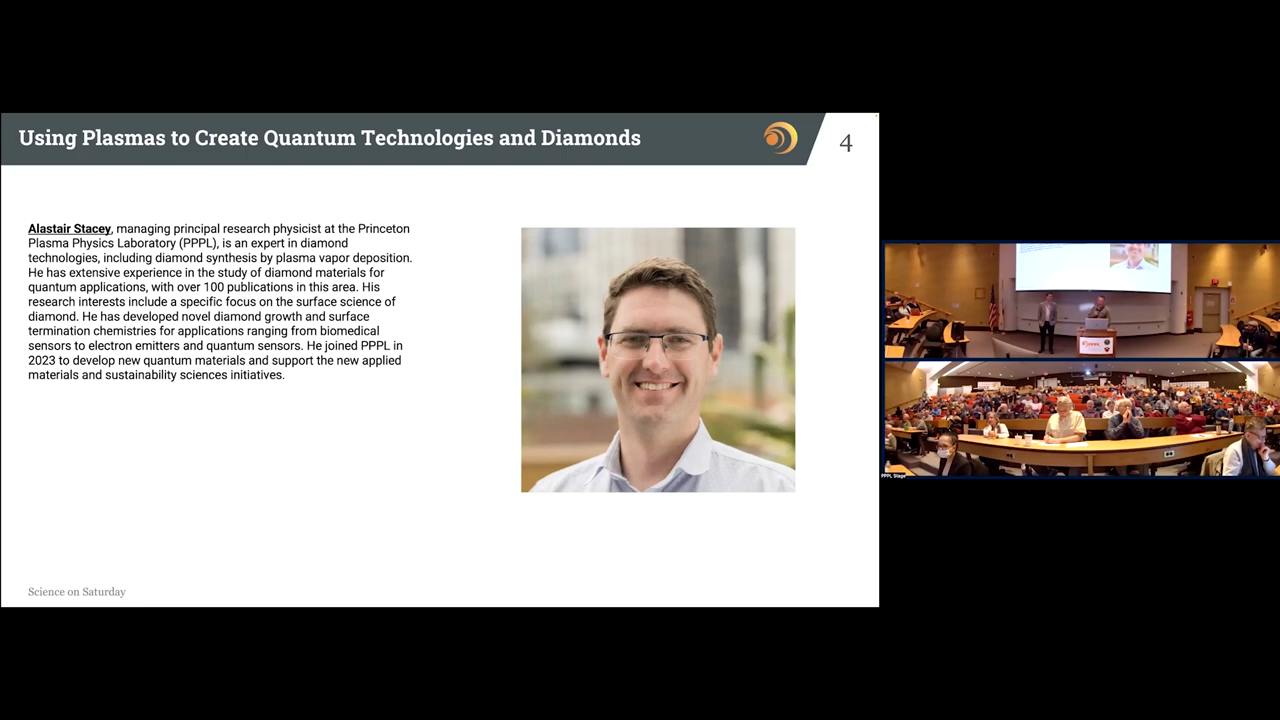 Using Plasmas to Create Quantum Technologies and Diamonds
4
Alastair Stacey, managing principal research physicist at the Princeton
Plasma Physics Laboratory (PPPL), is an expert in diamond
technologies, including diamond synthesis by plasma vapor deposition.
He has extensive experience in the study of diamond materials for
quantum applications, with over 100 publications in this area. His
research interests include a specific focus on the surface science of
diamond. He has developed novel diamond growth and surface
termination chemistries for applications ranging from biomedical
sensors to electron emitters and quantum sensors. He joined PPPL in
2023 to develop new quantum materials and support the new applied
materials and sustainability sciences initiatives.
Science on Saturday
PPPL Stage